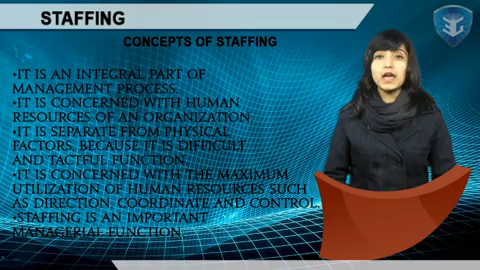 STAFFING
CONCEPTS OF STAFFING
•IT IS AN INTEGRAL PART OF
MANAGEMENT PROCESS.
•IT IS CONCERNED WITH HUMAN
RESOURCES OF AN ORGANIZATION
•IT IS SEPARATE FROM PHYSICAL
FACTORS, BECAUSE IT IS DIFFICULT
AND TACTFUL FUNCTION.
•IT IS CONCERNED WITH THE MAXIMUM
UTILIZATION OF HUMAN RESOURCES SUCH
AS DIRECTION, COORDINATE AND CONTROL.
•STAFFING IS AN IMPORTANT
MANAGERIAL FUNCTION